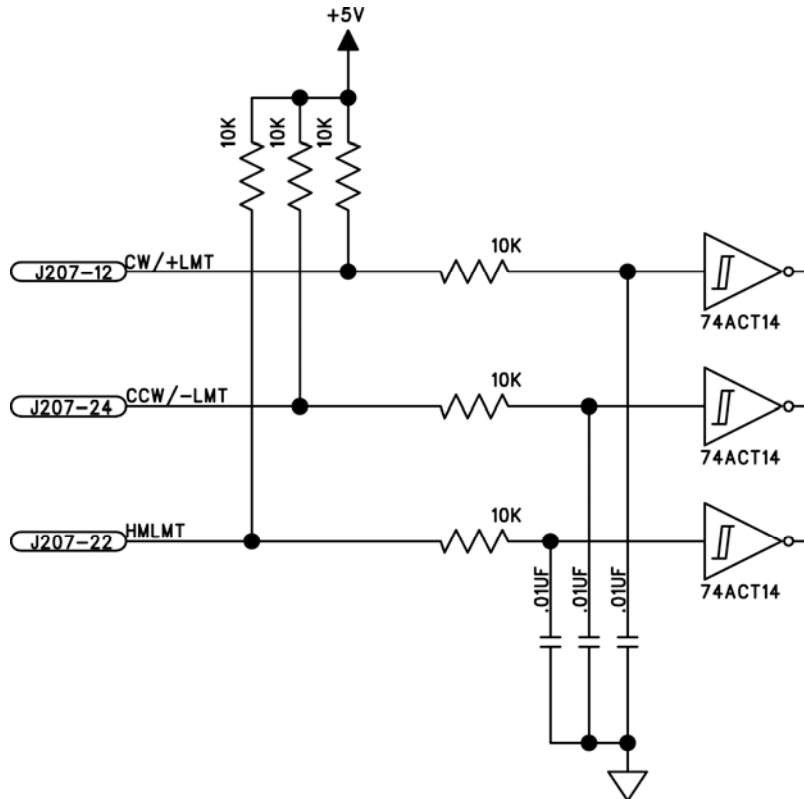 +5V
10K
10K
10K
J207-12
CW/+LMT
10K
74ACT14
J207-24
CCW/-LMT
10K
74ACT14
J207-22
HMLMT
10K
74ACT14
.01UF
.01UF
.01UF